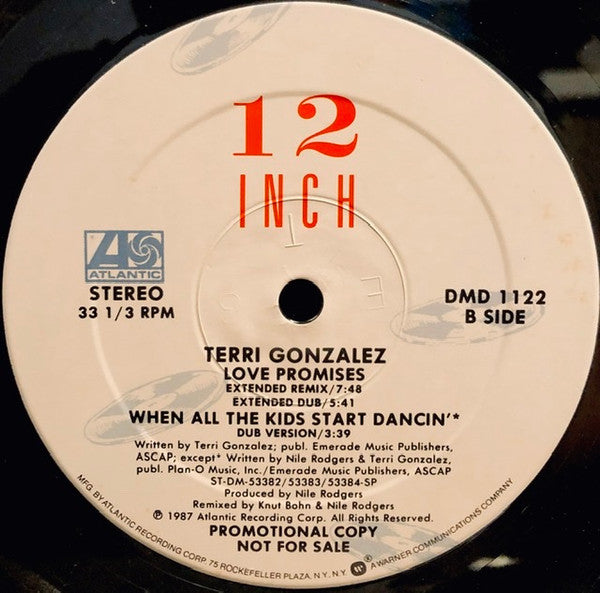 12
INCH
ATLANTIC
STEREO
33 1/3 RPM
DMD 1122
B SIDE
TERRI GONZALEZ
LOVE PROMISES
EXTENDED REMIX/7:48
EXTENDED DUB/5:41
WHEN ALL THE KIDS START DANCIN'*
DUB VERSION/3:39
Written by Terri Gonzalez; publ. Emerade Music Publishers,
ASCAP; except* Written by Nile Rodgers & Terri Gonzalez,
publ. Plan-O Music, Inc./Emerade Music Publishers, ASCAP
ST-DM-53382/53383/53384-SP
Produced by Nile Rodgers
Remixed by Knut Bohn & Nile Rodgers
℗ 1987 Atlantic Recording Corp. All Rights Reserved.
PROMOTIONAL COPY
NOT FOR SALE
MFG. BY ATLANTIC RECORDING CORP. 75 ROCKEFELLER PLAZA, N.Y. N.Y. A WARNER COMMUNICATIONS COMPANY